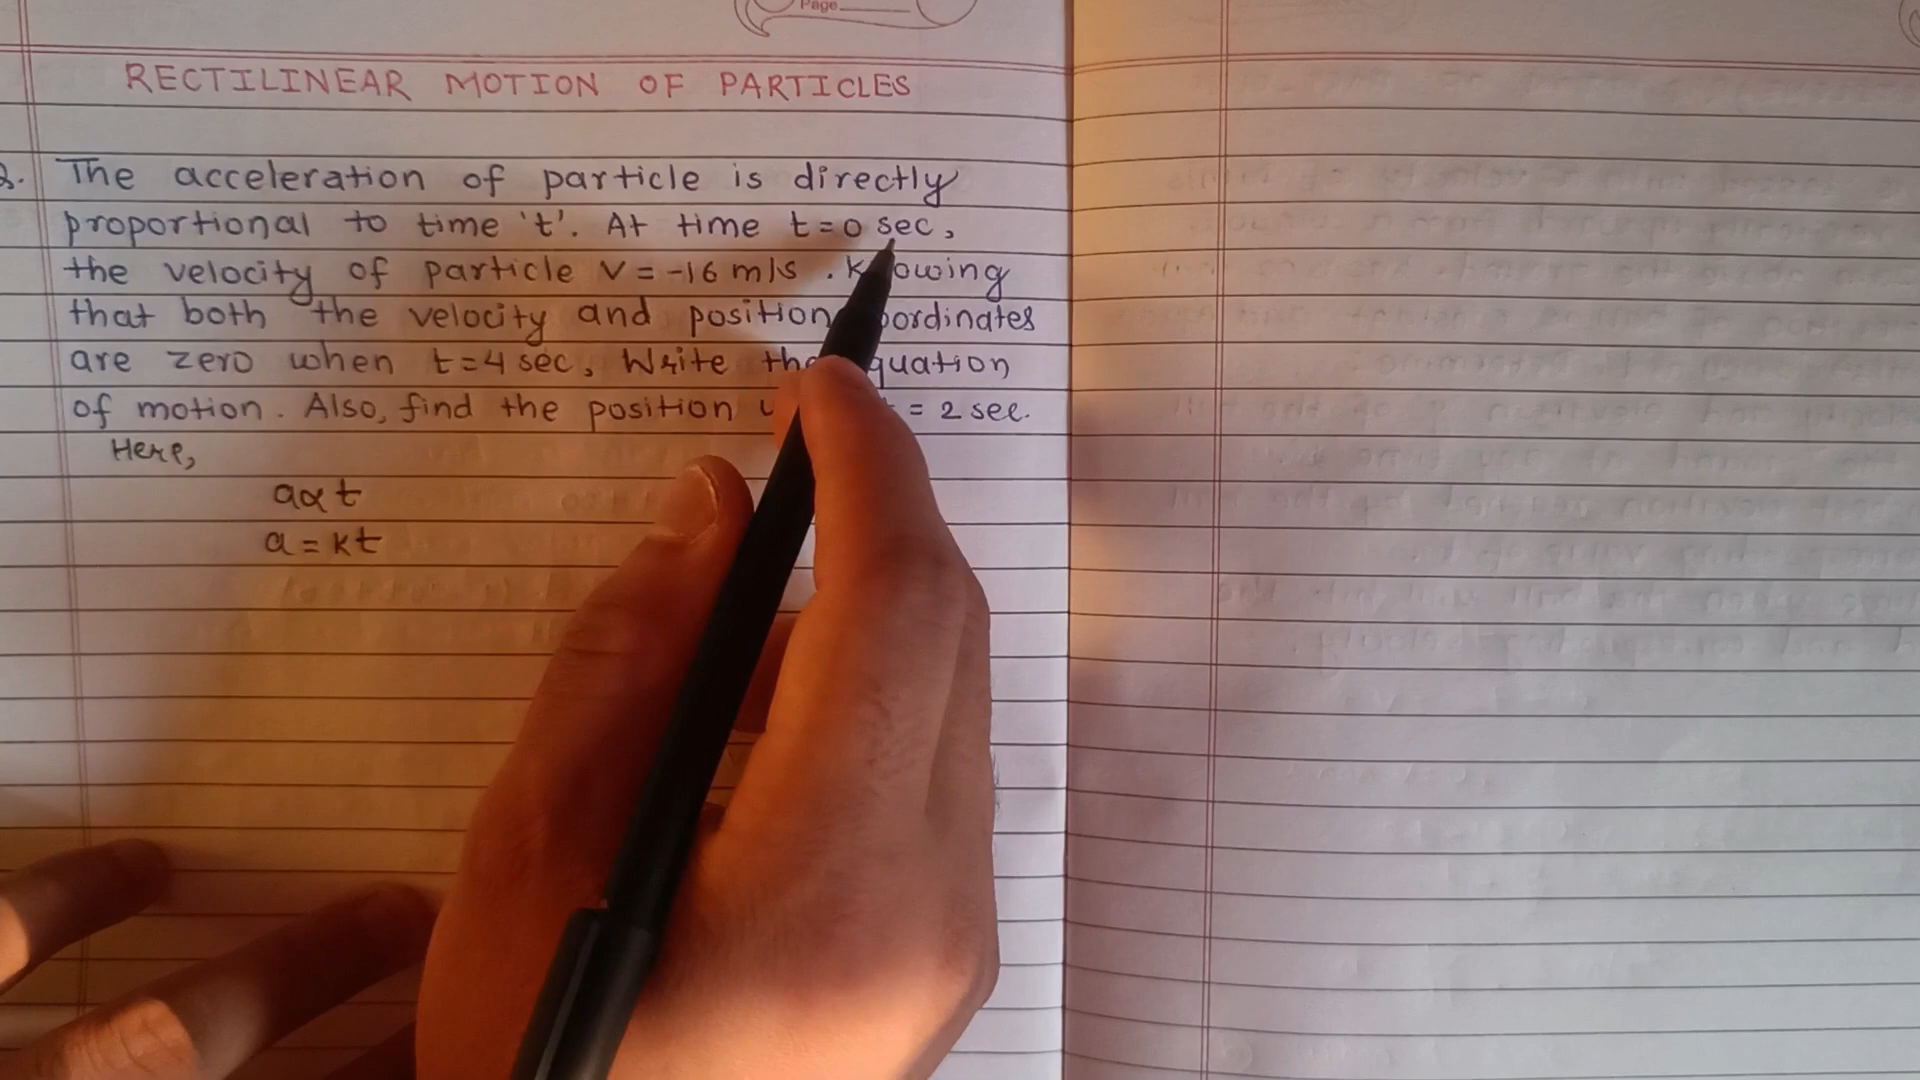 Page
RECTILINEAR MOTION OF PARTICLES
The acceleration of particle is directly
proportional to time 't'. At time t=0 sec,
the velocity of particle v = -16 m/s . Knowing
that both the velocity and position
are zero when t=4 sec, Write the
of motion. Also, find the position = 2 sec.
Here,
a∝t
a=kt